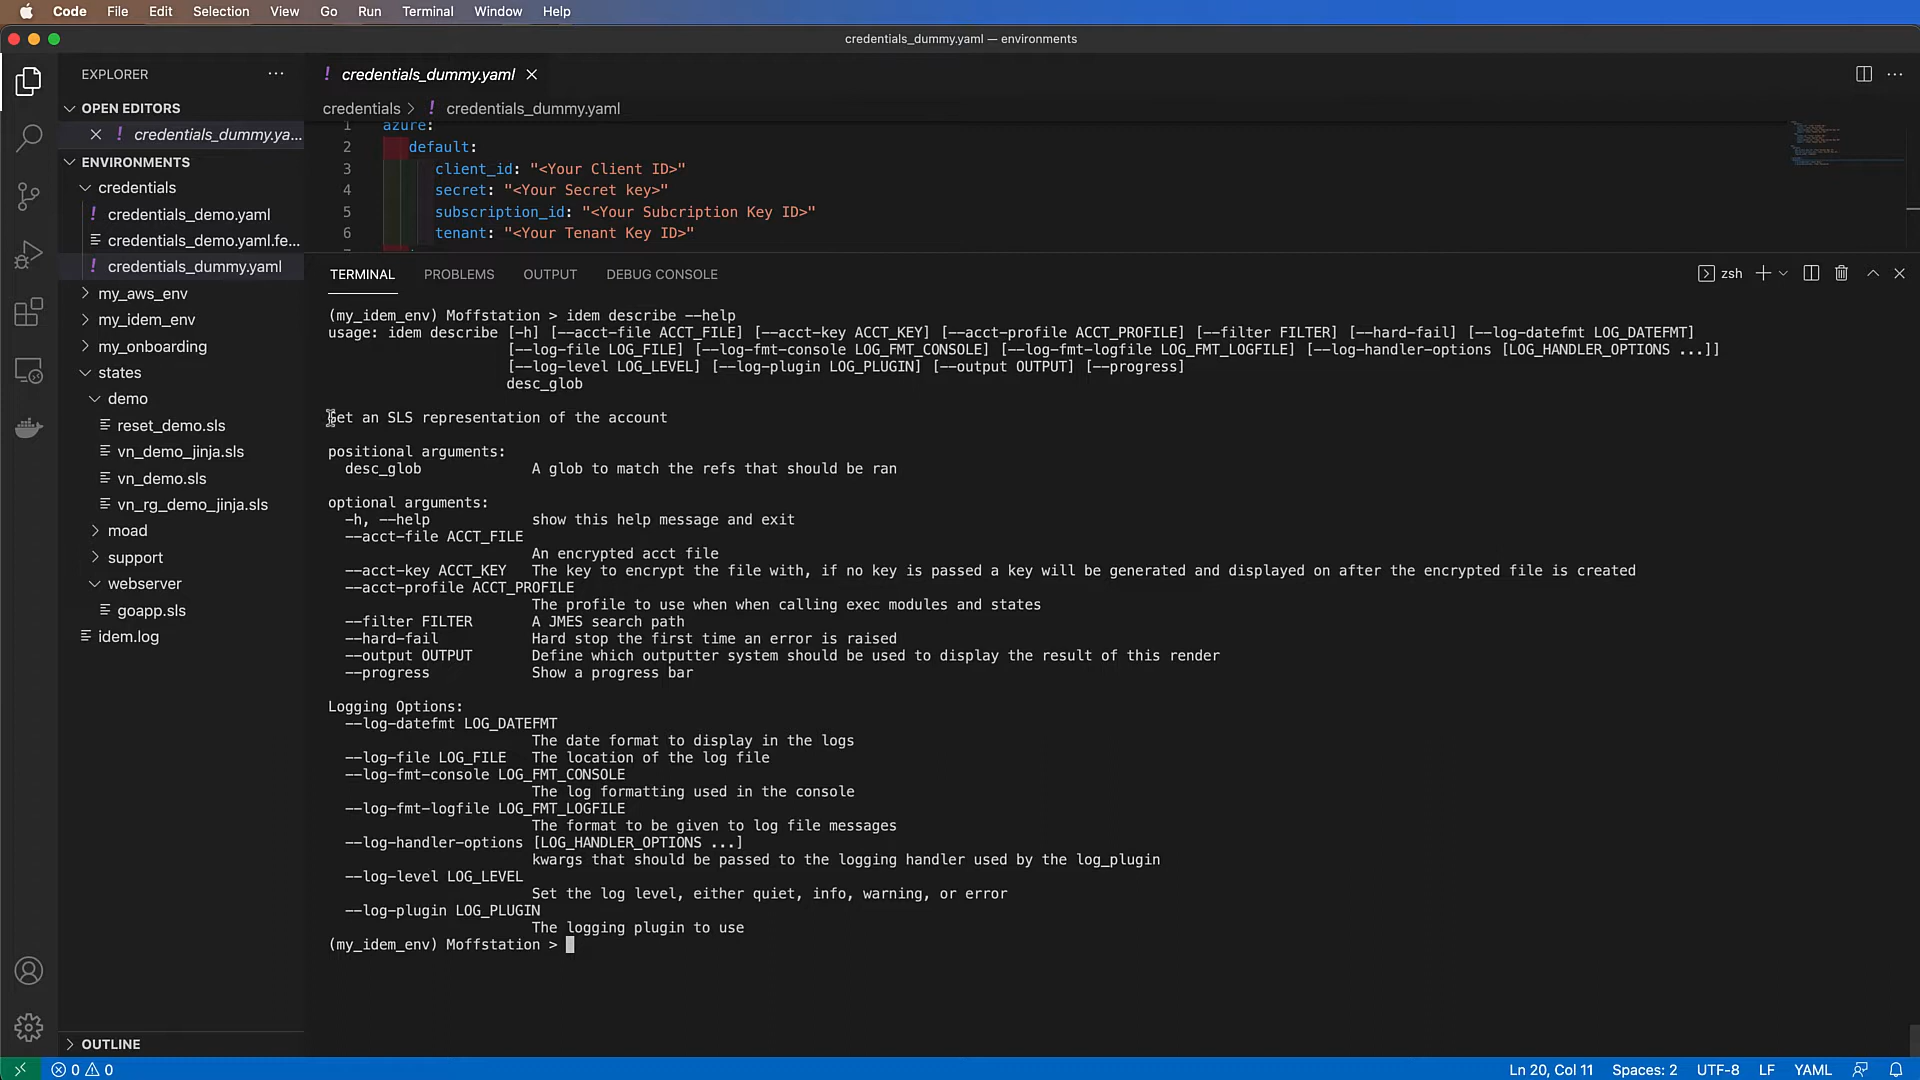 Code File Edit Selection View Go Run Terminal Window Help
credentials_dummy.yaml — environments
EXPLORER
OPEN EDITORS
credentials_dummy.ya...
ENVIRONMENTS
credentials
credentials_demo.yaml
credentials_demo.yaml.fe...
credentials_dummy.yaml
my_aws_env
my_idem_env
my_onboarding
states
demo
reset_demo.sls
vn_demo_jinja.sls
vn_demo.sls
vn_rg_demo_jinja.sls
moad
support
webserver
goapp.sls
idem.log
OUTLINE
! credentials_dummy.yaml
credentials > ! credentials_dummy.yaml
1 azure:
2 default:
3 client_id: "<Your Client ID>"
4 secret: "<Your Secret key>"
5 subscription_id: "<Your Subcription Key ID>"
6 tenant: "<Your Tenant Key ID>"
TERMINAL PROBLEMS OUTPUT DEBUG CONSOLE
zsh
(my_idem_env) Moffstation > idem describe --help
usage: idem describe [-h] [--acct-file ACCT_FILE] [--acct-key ACCT_KEY] [--acct-profile ACCT_PROFILE] [--filter FILTER] [--hard-fail] [--log-datefmt LOG_DATEFMT]
[--log-file LOG_FILE] [--log-fmt-console LOG_FMT_CONSOLE] [--log-fmt-logfile LOG_FMT_LOGFILE] [--log-handler-options [LOG_HANDLER_OPTIONS ...]]
[--log-level LOG_LEVEL] [--log-plugin LOG_PLUGIN] [--output OUTPUT] [--progress]
desc_glob
Get an SLS representation of the account
positional arguments:
desc_glob A glob to match the refs that should be ran
optional arguments:
-h, --help show this help message and exit
--acct-file ACCT_FILE
An encrypted acct file
--acct-key ACCT_KEY The key to encrypt the file with, if no key is passed a key will be generated and displayed on after the encrypted file is created
--acct-profile ACCT_PROFILE
The profile to use when when calling exec modules and states
--filter FILTER A JMES search path
--hard-fail Hard stop the first time an error is raised
--output OUTPUT Define which outputter system should be used to display the result of this render
--progress Show a progress bar
Logging Options:
--log-datefmt LOG_DATEFMT
The date format to display in the logs
--log-file LOG_FILE The location of the log file
--log-fmt-console LOG_FMT_CONSOLE
The log formatting used in the console
--log-fmt-logfile LOG_FMT_LOGFILE
The format to be given to log file messages
--log-handler-options [LOG_HANDLER_OPTIONS ...]
kwargs that should be passed to the logging handler used by the log_plugin
--log-level LOG_LEVEL
Set the log level, either quiet, info, warning, or error
--log-plugin LOG_PLUGIN
The logging plugin to use
(my_idem_env) Moffstation >
0 0 Ln 20, Col 11 Spaces: 2 UTF-8 LF YAML